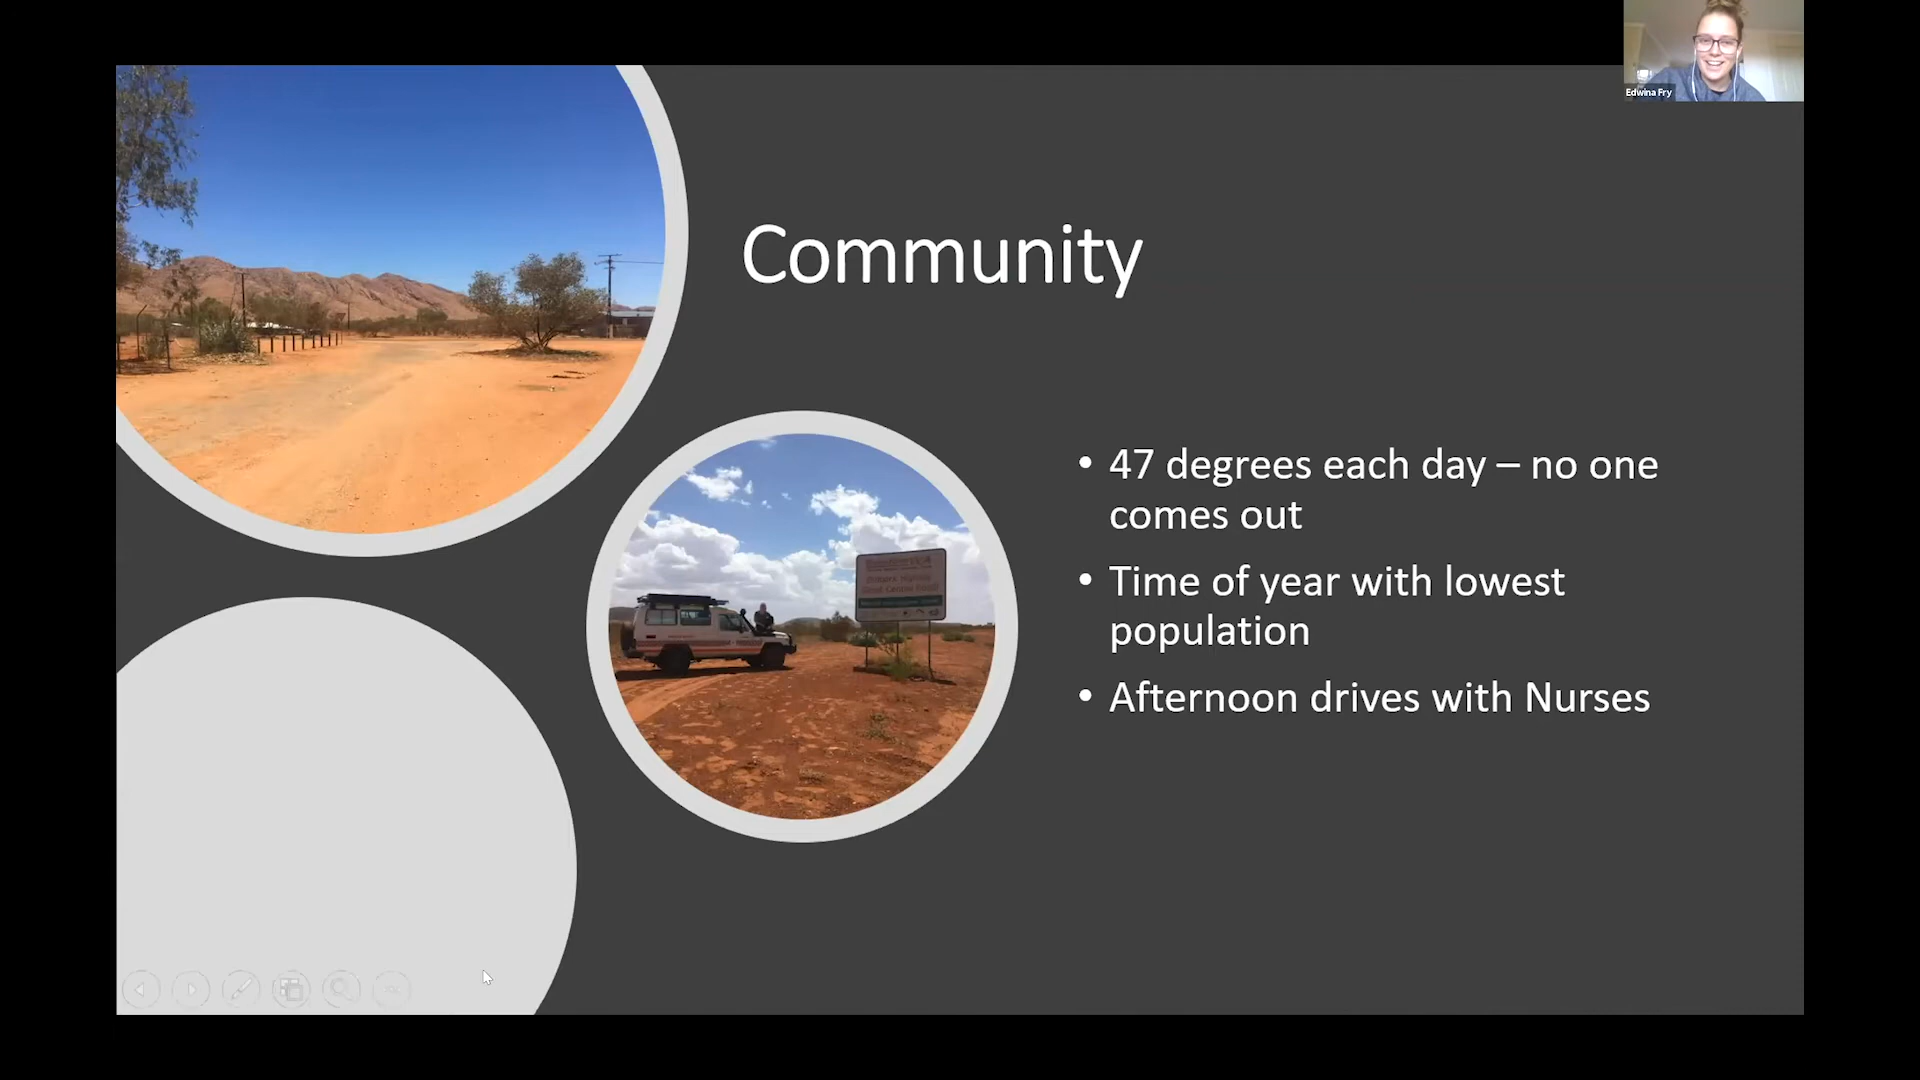 Edwina Fry
Community
• 47 degrees each day – no one
comes out
• Time of year with lowest
population
• Afternoon drives with Nurses